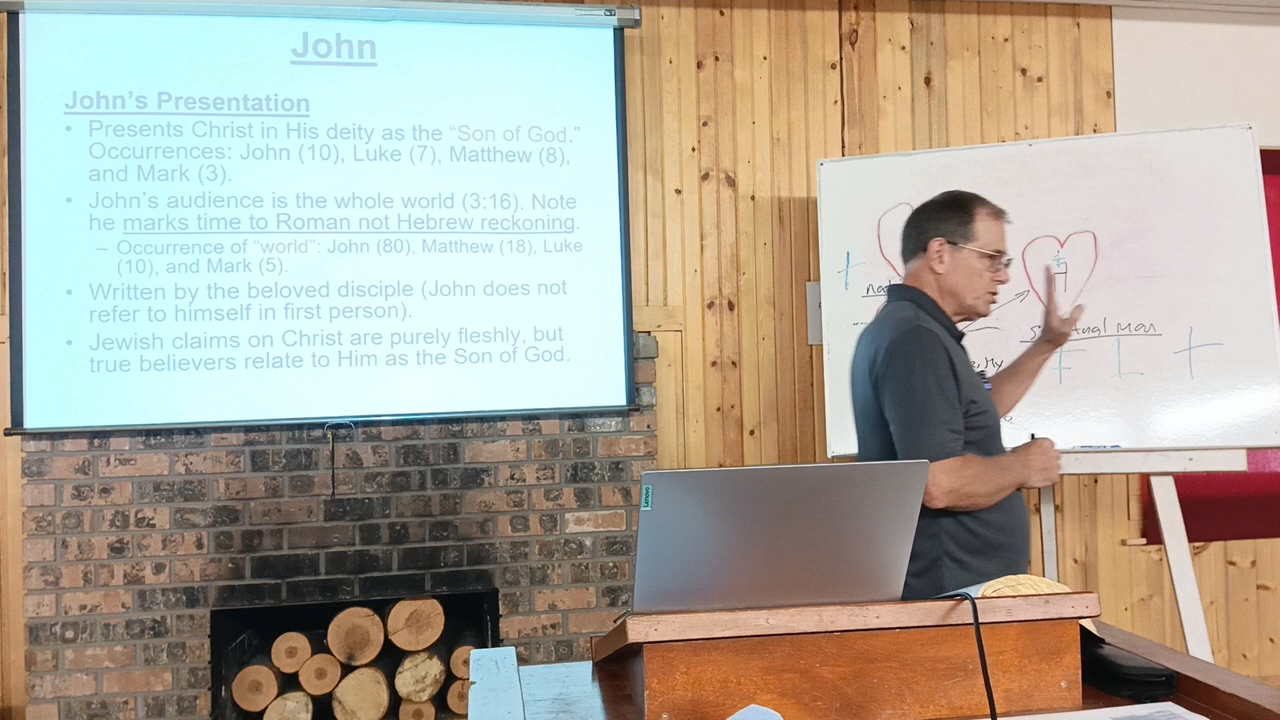 John
John's Presentation
• Presents Christ in His deity as the “Son of God.”
Occurrences: John (10), Luke (7), Matthew (8),
and Mark (3).
• John's audience is the whole world (3:16). Note
he marks time to Roman not Hebrew reckoning.
– Occurrence of “world”: John (80), Matthew (18), Luke
(10), and Mark (5).
• Written by the beloved disciple (John does not
refer to himself in first person).
• Jewish claims on Christ are purely fleshly, but
true believers relate to Him as the Son of God.
Man
My
Lenovo